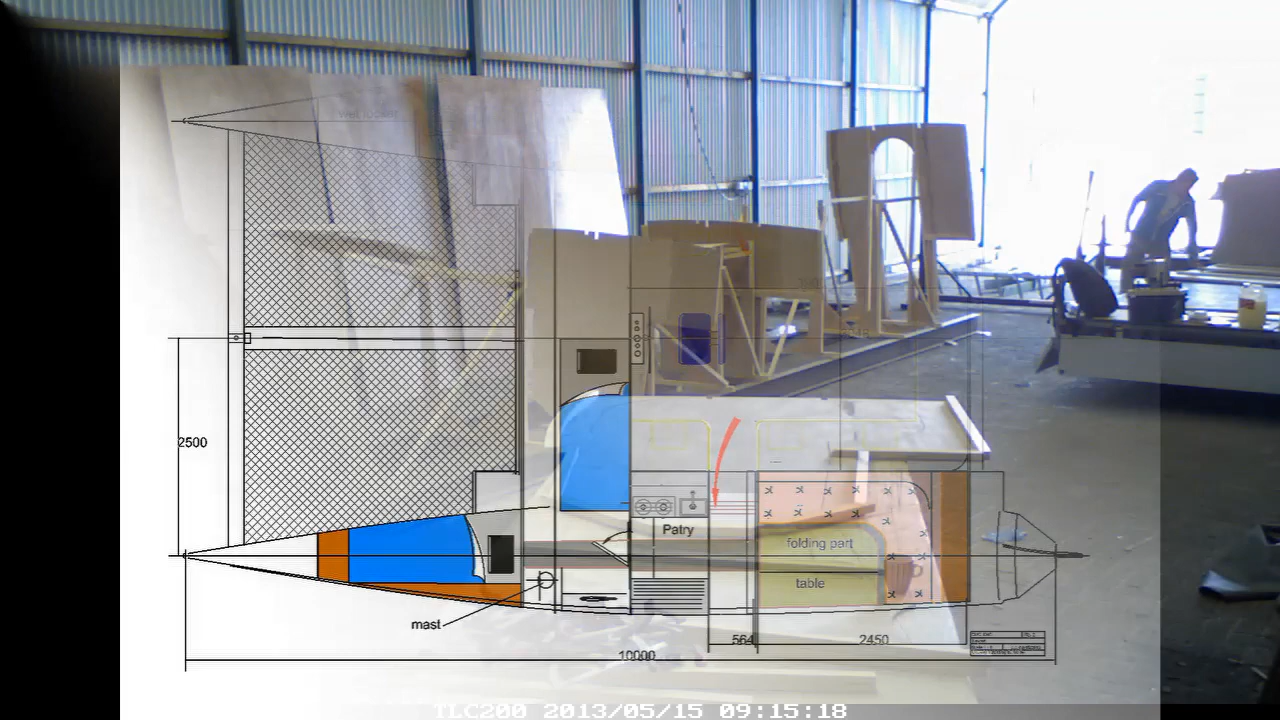 2500
Patry
folding part
table
mast
564
2450
10000
TLC200 2013/05/15 09:15:18